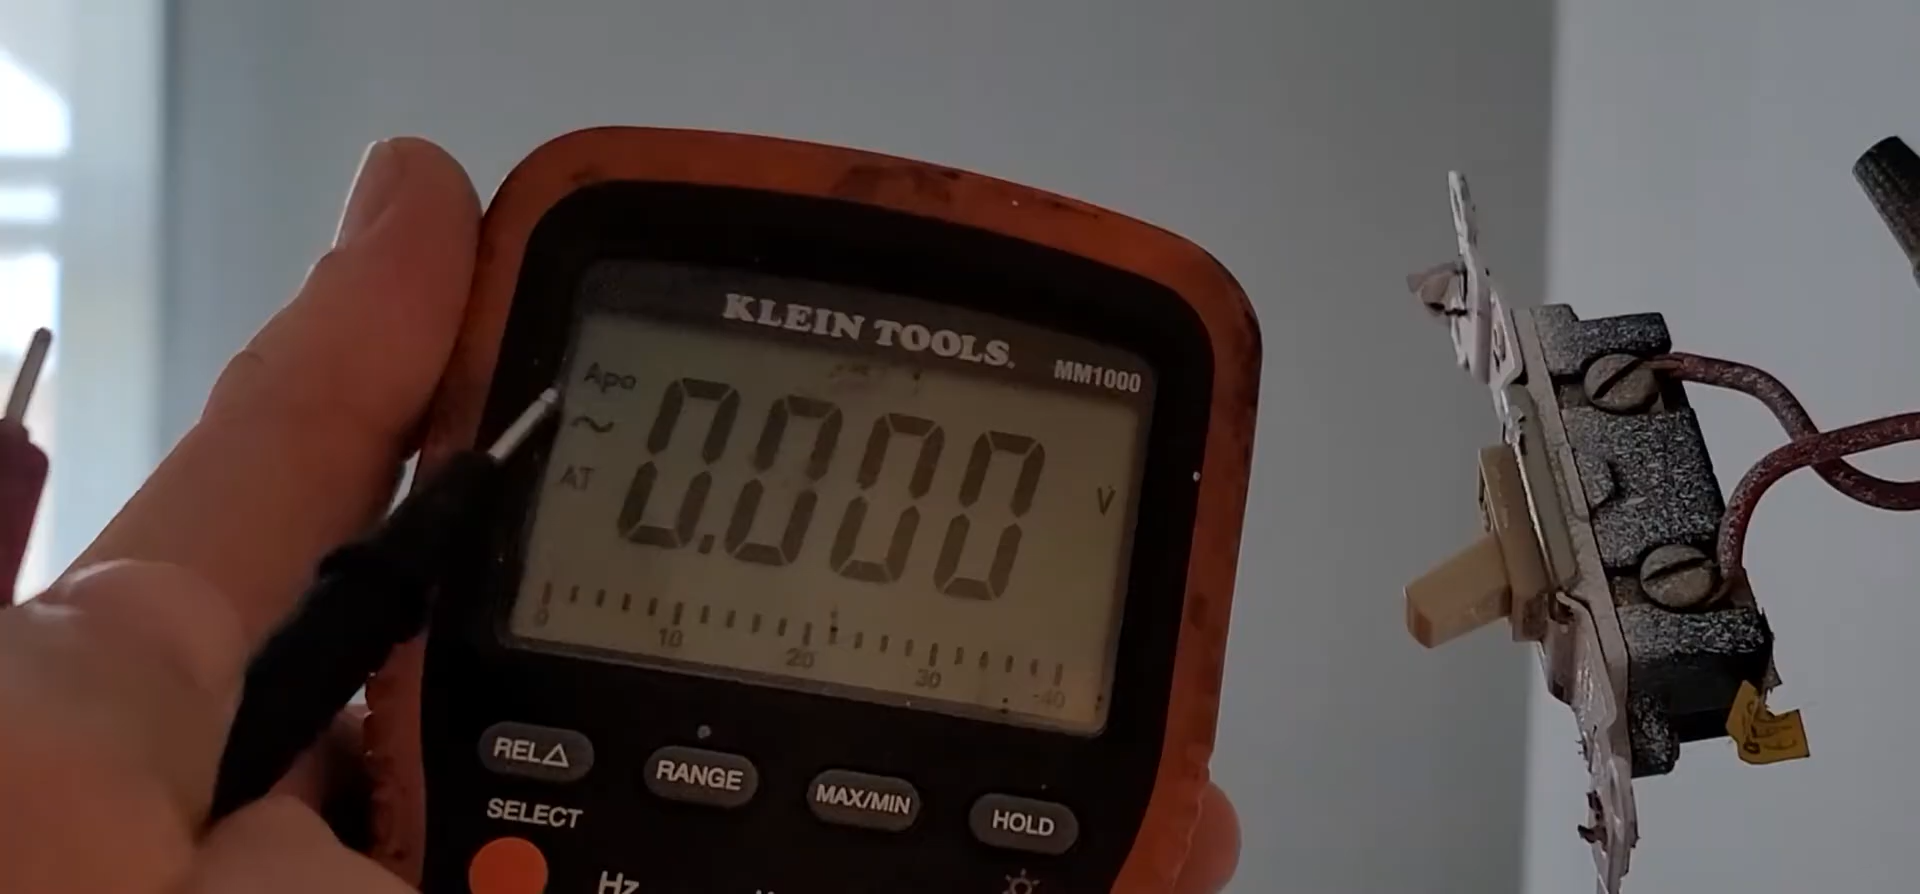 KLEIN TOOLS.
MM1000
Apo
~
AT
0.000
V
0
10
20
30
40
REL△
RANGE
MAX/MIN
HOLD
SELECT
Hz